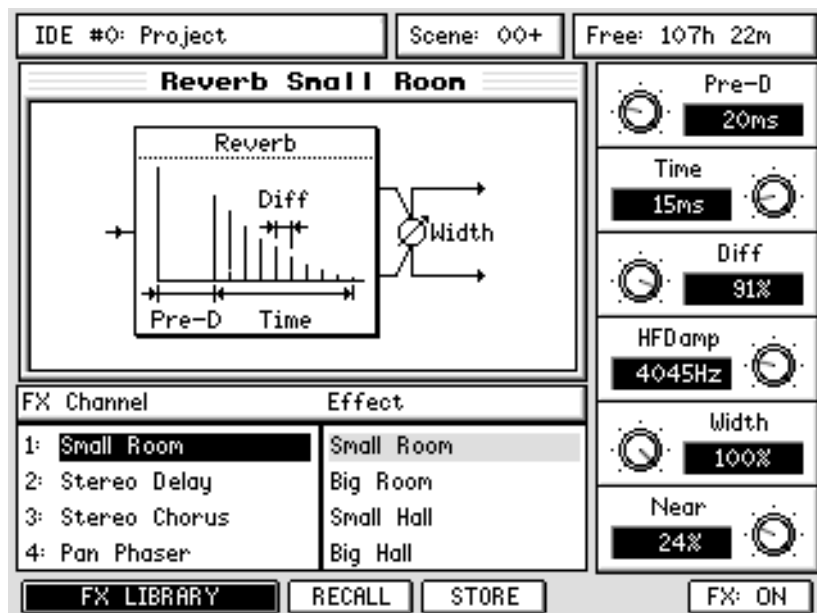 IDE #0: Project
Scene: 00+
Free: 107h 22m
Reverb Small Room
Reverb
Diff
Width
Pre-D Time
Pre-D
20ms
Time
15ms
Diff
91%
HFDamp
4045Hz
Width
100%
Near
24%
FX Channel Effect
1: Small Room Small Room
2: Stereo Delay Big Room
3: Stereo Chorus Small Hall
4: Pan Phaser Big Hall
FX LIBRARY
RECALL
STORE
FX: ON